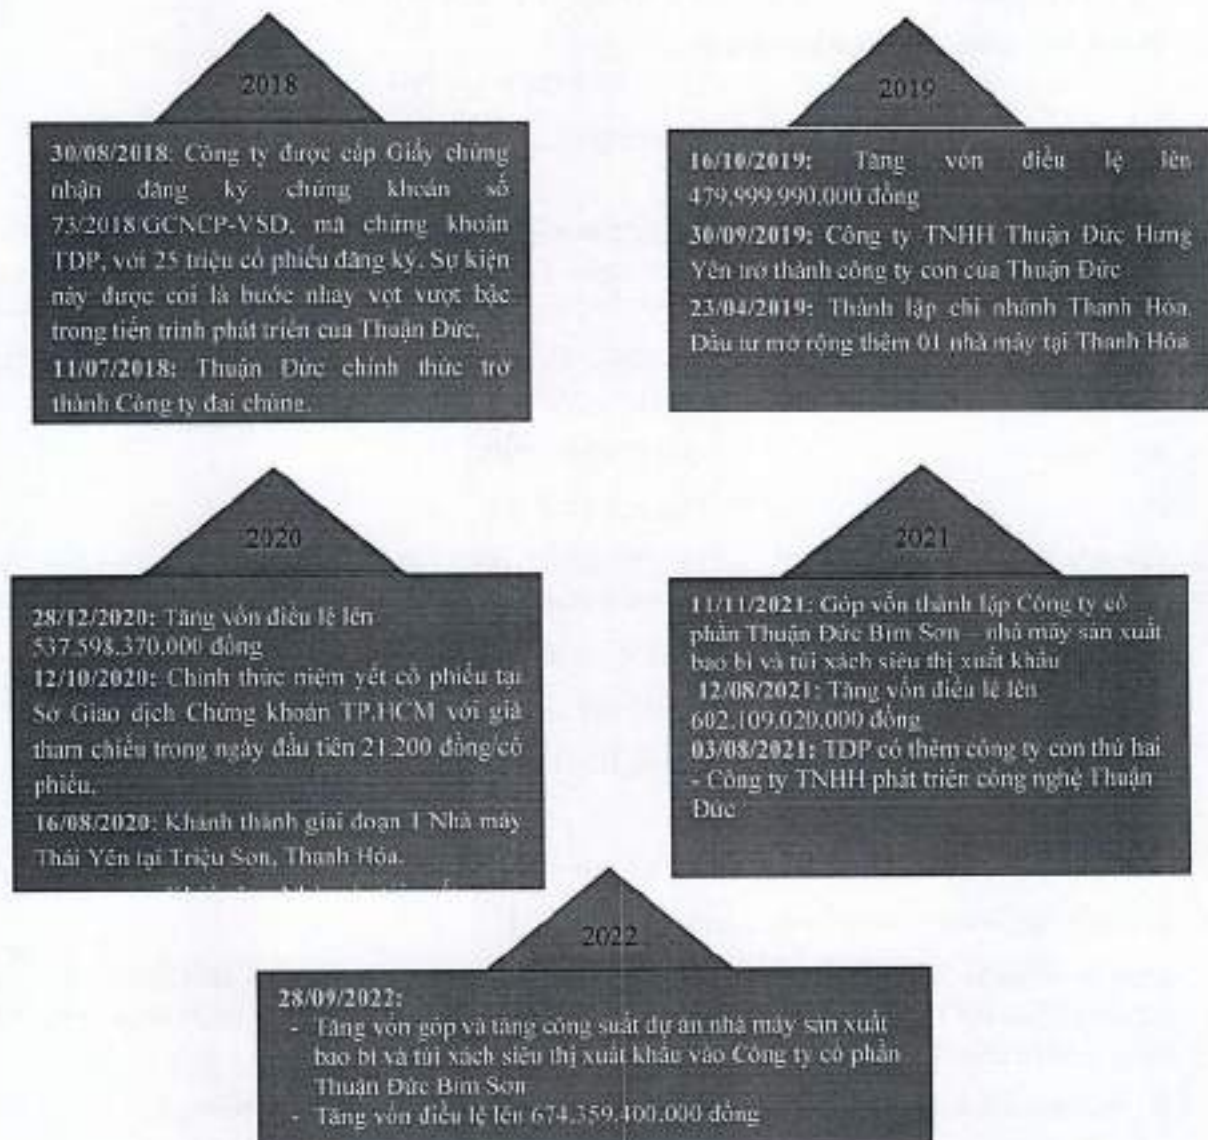 2018
30/08/2018: Công ty được cấp Giấy chứng
nhận đăng ký chứng khoán số
73/2018/GCNCP-VSD, mã chứng khoán
TDP, với 25 triệu cổ phiếu đăng ký. Sự kiện
này được coi là bước nhảy vọt vượt bậc
trong tiến trình phát triển của Thuận Đức.
11/07/2018: Thuận Đức chính thức trở
thành Công ty đại chúng.
2019
16/10/2019: Tăng vốn điều lệ lên
479.999.990.000 đồng
30/09/2019: Công ty TNHH Thuận Đức Hưng
Yên trở thành công ty con của Thuận Đức
23/04/2019: Thành lập chi nhánh Thanh Hóa.
Đầu tư mở rộng thêm 01 nhà máy tại Thanh Hóa
2020
28/12/2020: Tăng vốn điều lệ lên
537.598.370.000 đồng
12/10/2020: Chính thức niêm yết cổ phiếu tại
Sở Giao dịch Chứng khoán TP.HCM với giá
tham chiếu trong ngày đầu tiên 21.200 đồng/cổ
phiếu.
16/08/2020: Khánh thành giai đoạn 1 Nhà máy
Thái Yên tại Triệu Sơn, Thanh Hóa.
2021
11/11/2021: Góp vốn thành lập Công ty cổ
phần Thuận Đức Bỉm Sơn – nhà máy sản xuất
bao bì và túi xách siêu thị xuất khẩu
12/08/2021: Tăng vốn điều lệ lên
602.109.020.000 đồng
03/08/2021: TDP có thêm công ty con thứ hai
- Công ty TNHH phát triển công nghệ Thuận
Đức
2022
28/09/2022:
- Tăng vốn góp và tăng công suất dự án nhà máy sản xuất
bao bì và túi xách siêu thị xuất khẩu vào Công ty cổ phần
Thuận Đức Bỉm Sơn
- Tăng vốn điều lệ lên 674.359.400.000 đồng